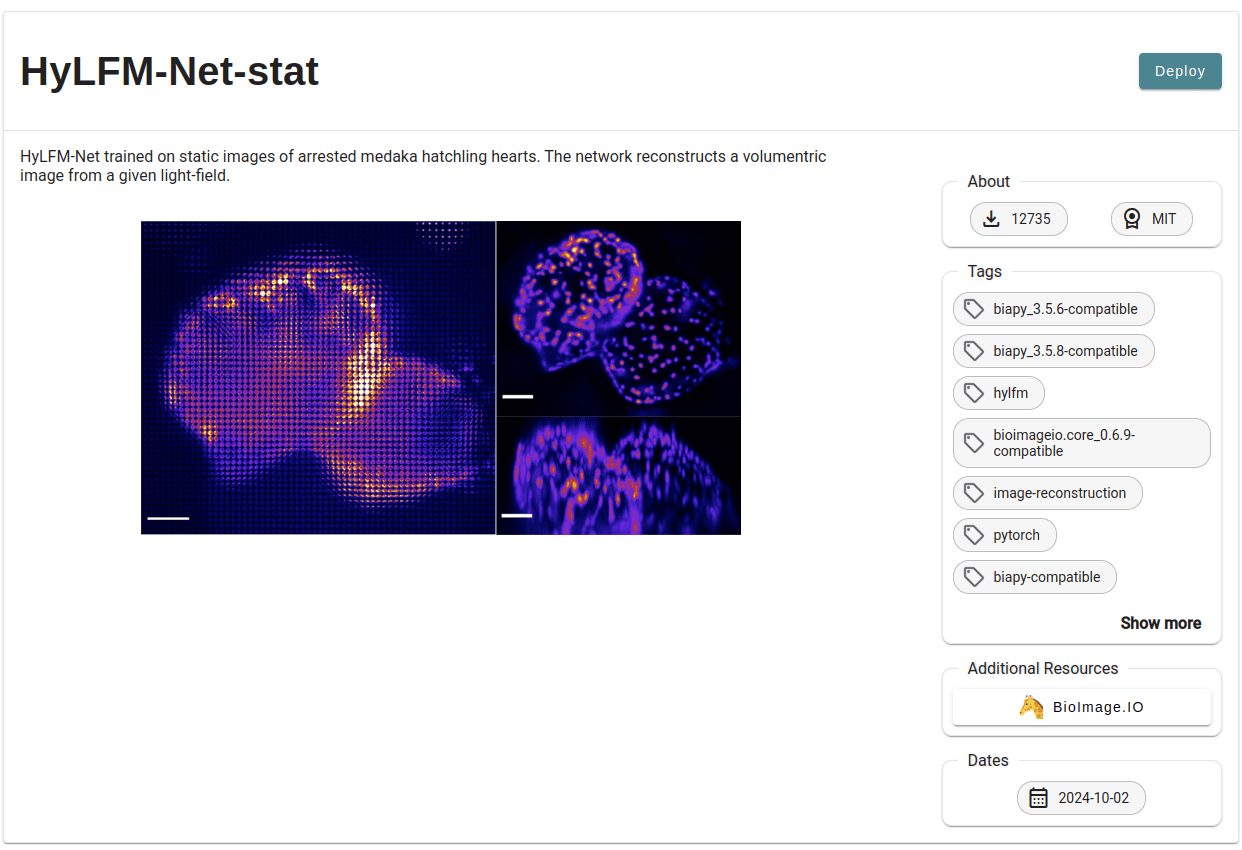 HyLFM-Net-stat
Deploy
HyLFM-Net trained on static images of arrested medaka hatchling hearts. The network reconstructs a volumentric
image from a given light-field.
About
12735
MIT
Tags
biapy_3.5.6-compatible
biapy_3.5.8-compatible
hylfm
bioimageio.core_0.6.9-
compatible
image-reconstruction
pytorch
biapy-compatible
Show more
Additional Resources
BioImage.IO
Dates
2024-10-02